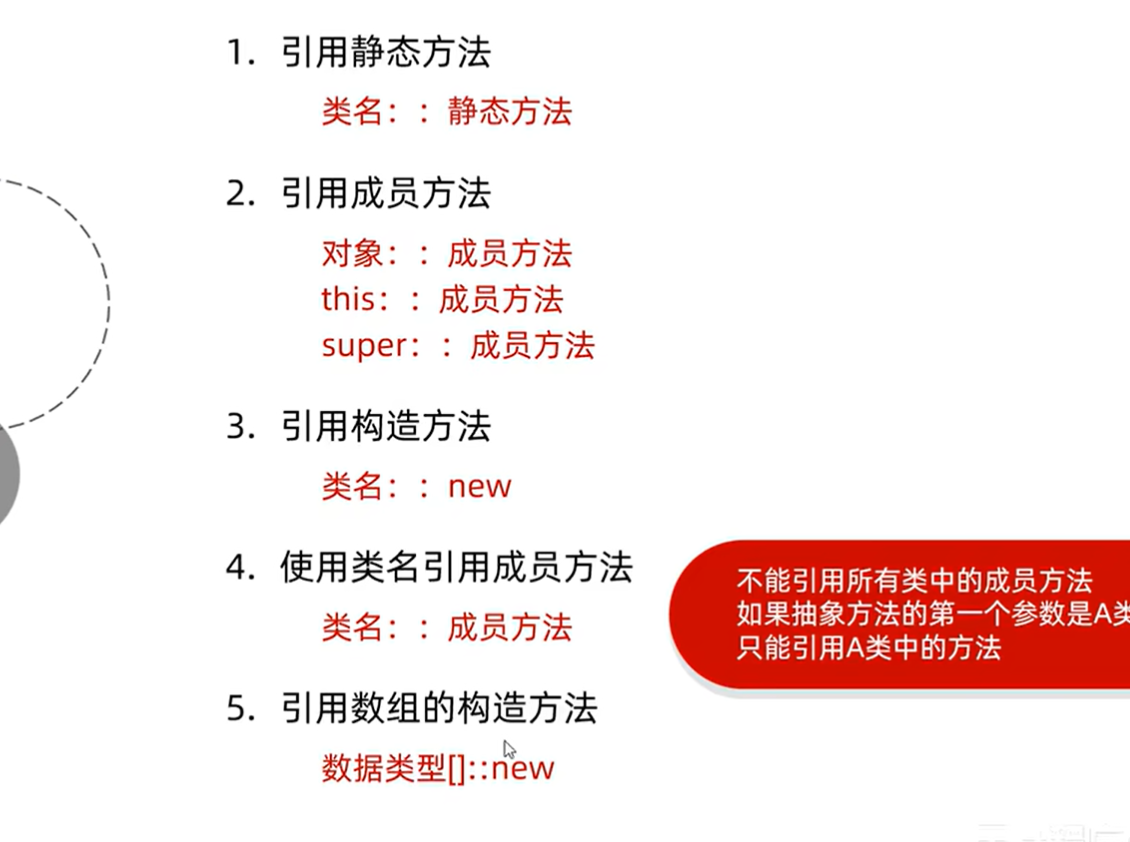 1. 引用静态方法
类名：：静态方法
2. 引用成员方法
对象：：成员方法
this：：成员方法
super：：成员方法
3. 引用构造方法
类名：：new
4. 使用类名引用成员方法
类名：：成员方法
不能引用所有类中的成员方法
如果抽象方法的第一个参数是A类
只能引用A类中的方法
5. 引用数组的构造方法
数据类型[]::new